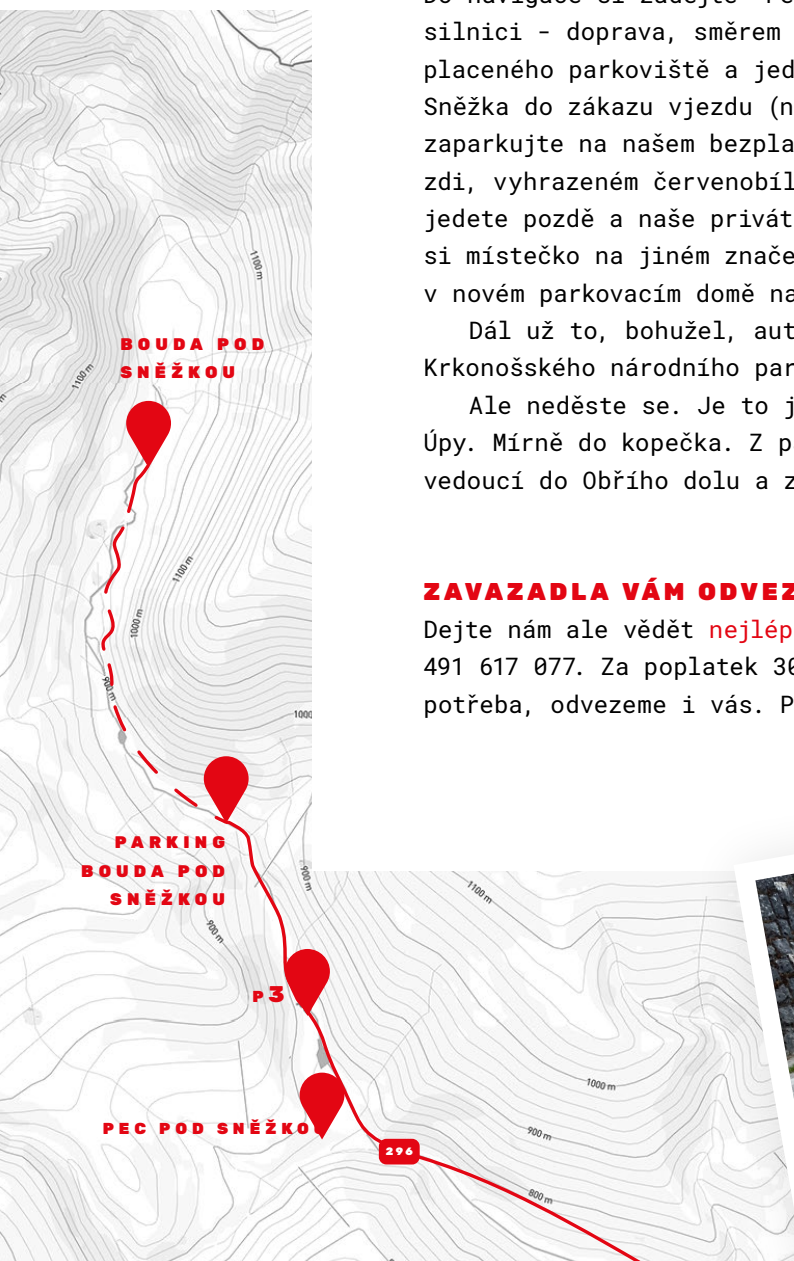 silnici – doprava, směrem
placeného parkoviště a jed
Sněžka do zákazu vjezdu (n
zaparkujte na našem bezpla
zdi, vyhrazeném červenobíl
jedete pozdě a naše privát
si místečko na jiném znače
v novém parkovacím domě na
Dál už to, bohužel, aut
Krkonošského národního par
Ale neděste se. Je to j
Úpy. Mírně do kopečka. Z p
vedoucí do Obřího dolu a z
ZAVAZADLA VÁM ODVEZ
Dejte nám ale vědět nejlép
491 617 077. Za poplatek 30
potřeba, odvezeme i vás. P
1100 m
BOUDA POD
SNĚŽKOU
1100 m
1100 m
1000 m
900 m
1000
PARKING
BOUDA POD
SNĚŽKOU
900 m
1100 m
900 m
P3
1000 m
PEC POD SNĚŽKOU
900 m
296
800 m